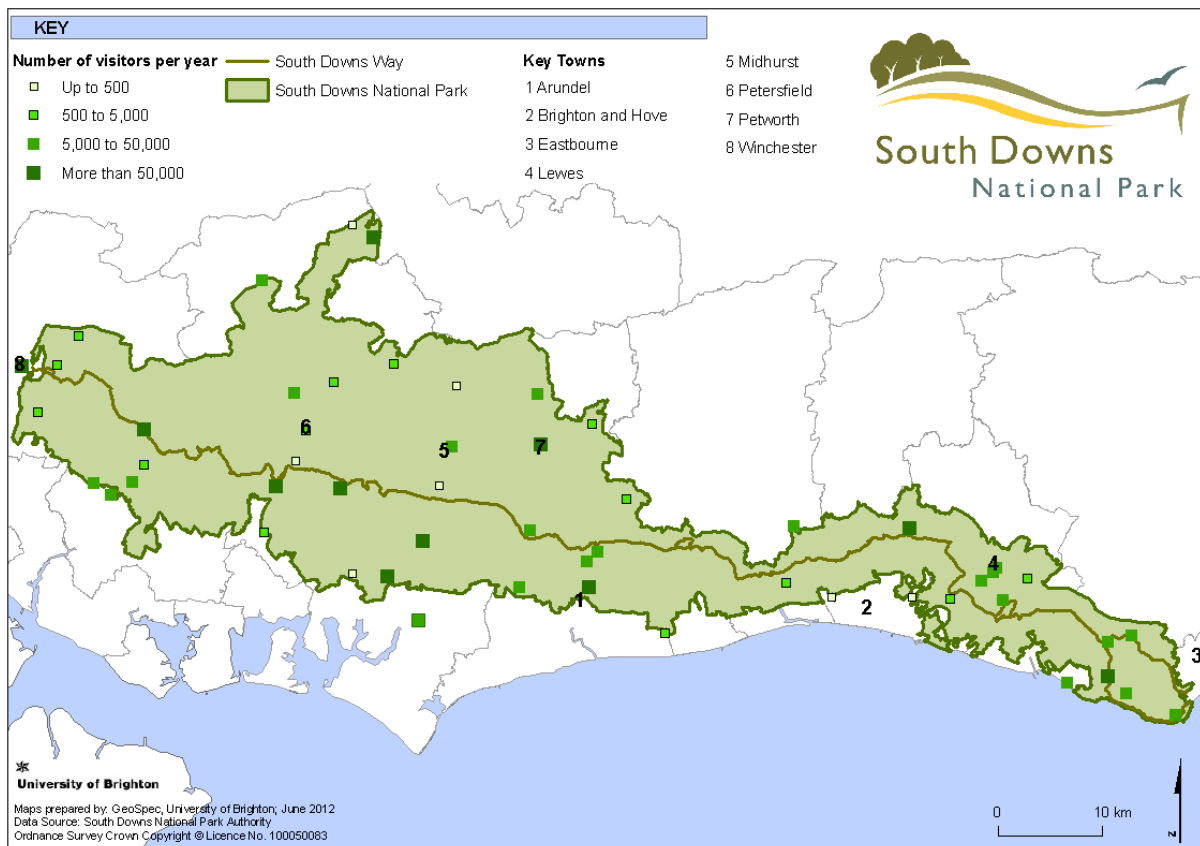 KEY
Number of visitors per year
Up to 500
500 to 5,000
5,000 to 50,000
More than 50,000
South Downs Way
South Downs National Park
Key Towns
1 Arundel
2 Brighton and Hove
3 Eastbourne
4 Lewes
5 Midhurst
6 Petersfield
7 Petworth
8 Winchester
South Downs
National Park
8
6
5
7
4
1
2
3
University of Brighton
Maps prepared by: GeoSpec, University of Brighton; June 2012
Data Source: South Downs National Park Authority
Ordnance Survey Crown Copyright © Licence No. 100050083
0 10 km
N